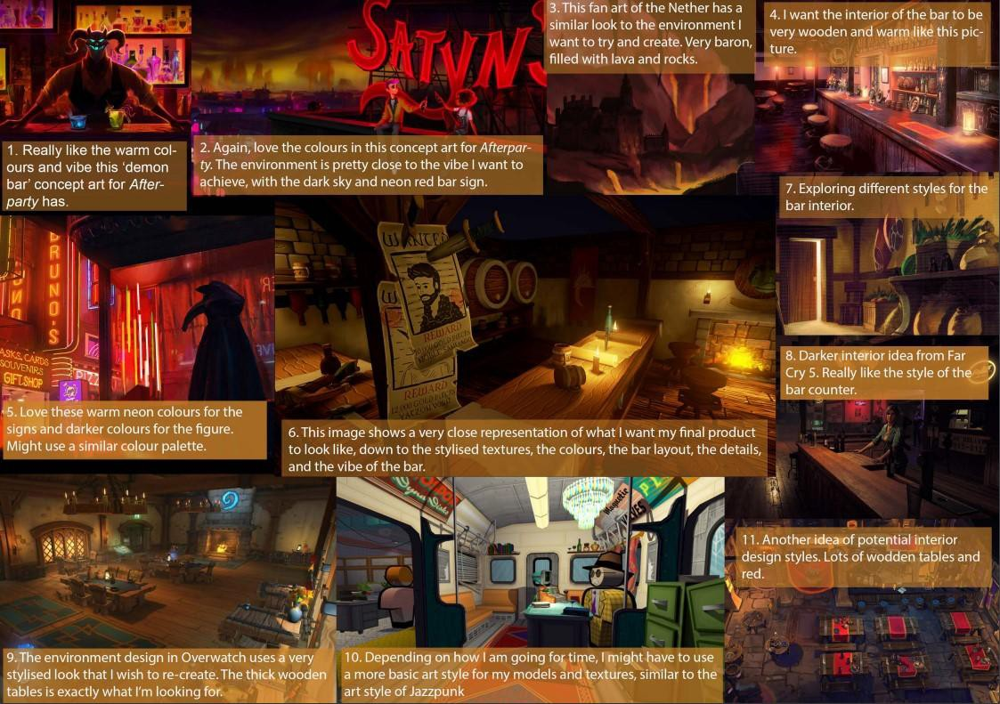 SATYR'S
1. Really like the warm col-
ours and vibe this 'demon
bar' concept art for After-
party has.
2. Again, love the colours in this concept art for Afterpar-
ty. The environment is pretty close to the vibe I want to
achieve, with the dark sky and neon red bar sign.
3. This fan art of the Nether has a
similar look to the environment I
want to try and create. Very baron,
filled with lava and rocks.
4. I want the interior of the bar to be
very wooden and warm like this pic-
ture.
BRUNO'S
GIFT·SHOP
SOUVENIRS
5. Love these warm neon colours for the
signs and darker colours for the figure.
Might use a similar colour palette.
WANTED
REWARD
REWARD
6. This image shows a very close representation of what I want my final product
to look like, down to the stylised textures, the colours, the bar layout, the details,
and the vibe of the bar.
7. Exploring different styles for the
bar interior.
8. Darker interior idea from Far
Cry 5. Really like the style of the
bar counter.
9. The environment design in Overwatch uses a very
stylised look that I wish to re-create. The thick wooden
tables is exactly what I'm looking for.
10. Depending on how I am going for time, I might have to use
a more basic art style for my models and textures, similar to the
art style of Jazzpunk
11. Another idea of potential interior
design styles. Lots of wodden tables and
red.